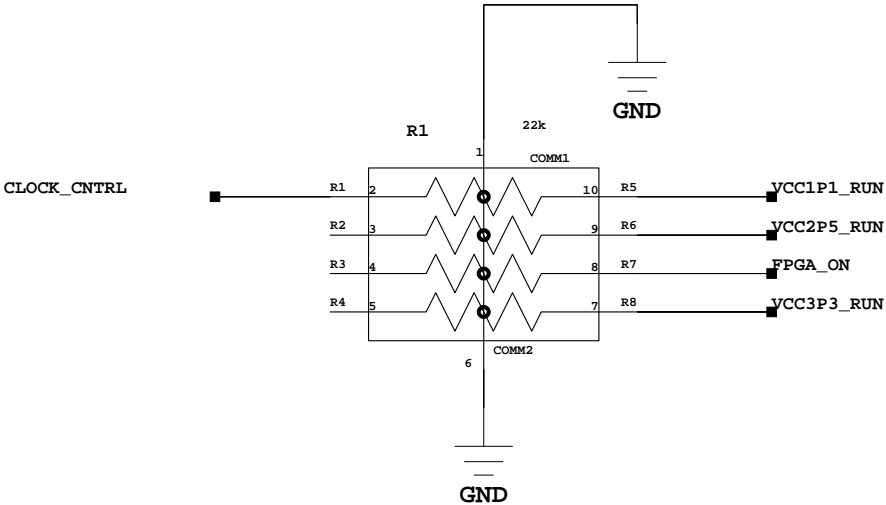 GND
R1
22k
1
COMM1
CLOCK_CNTRL
R1 2 10 R5 VCC1P1_RUN
R2 3 9 R6 VCC2P5_RUN
R3 4 8 R7 FPGA_ON
R4 5 7 R8 VCC3P3_RUN
COMM2
6
GND